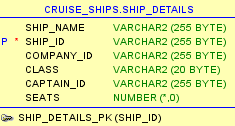 CRUISE_SHIPS.SHIP_DETAILS
SHIP_NAME VARCHAR2 (255 BYTE)
P * SHIP_ID VARCHAR2 (255 BYTE)
COMPANY_ID VARCHAR2 (255 BYTE)
CLASS VARCHAR2 (20 BYTE)
CAPTAIN_ID VARCHAR2 (255 BYTE)
SEATS NUMBER (*,0)
SHIP_DETAILS_PK (SHIP_ID)